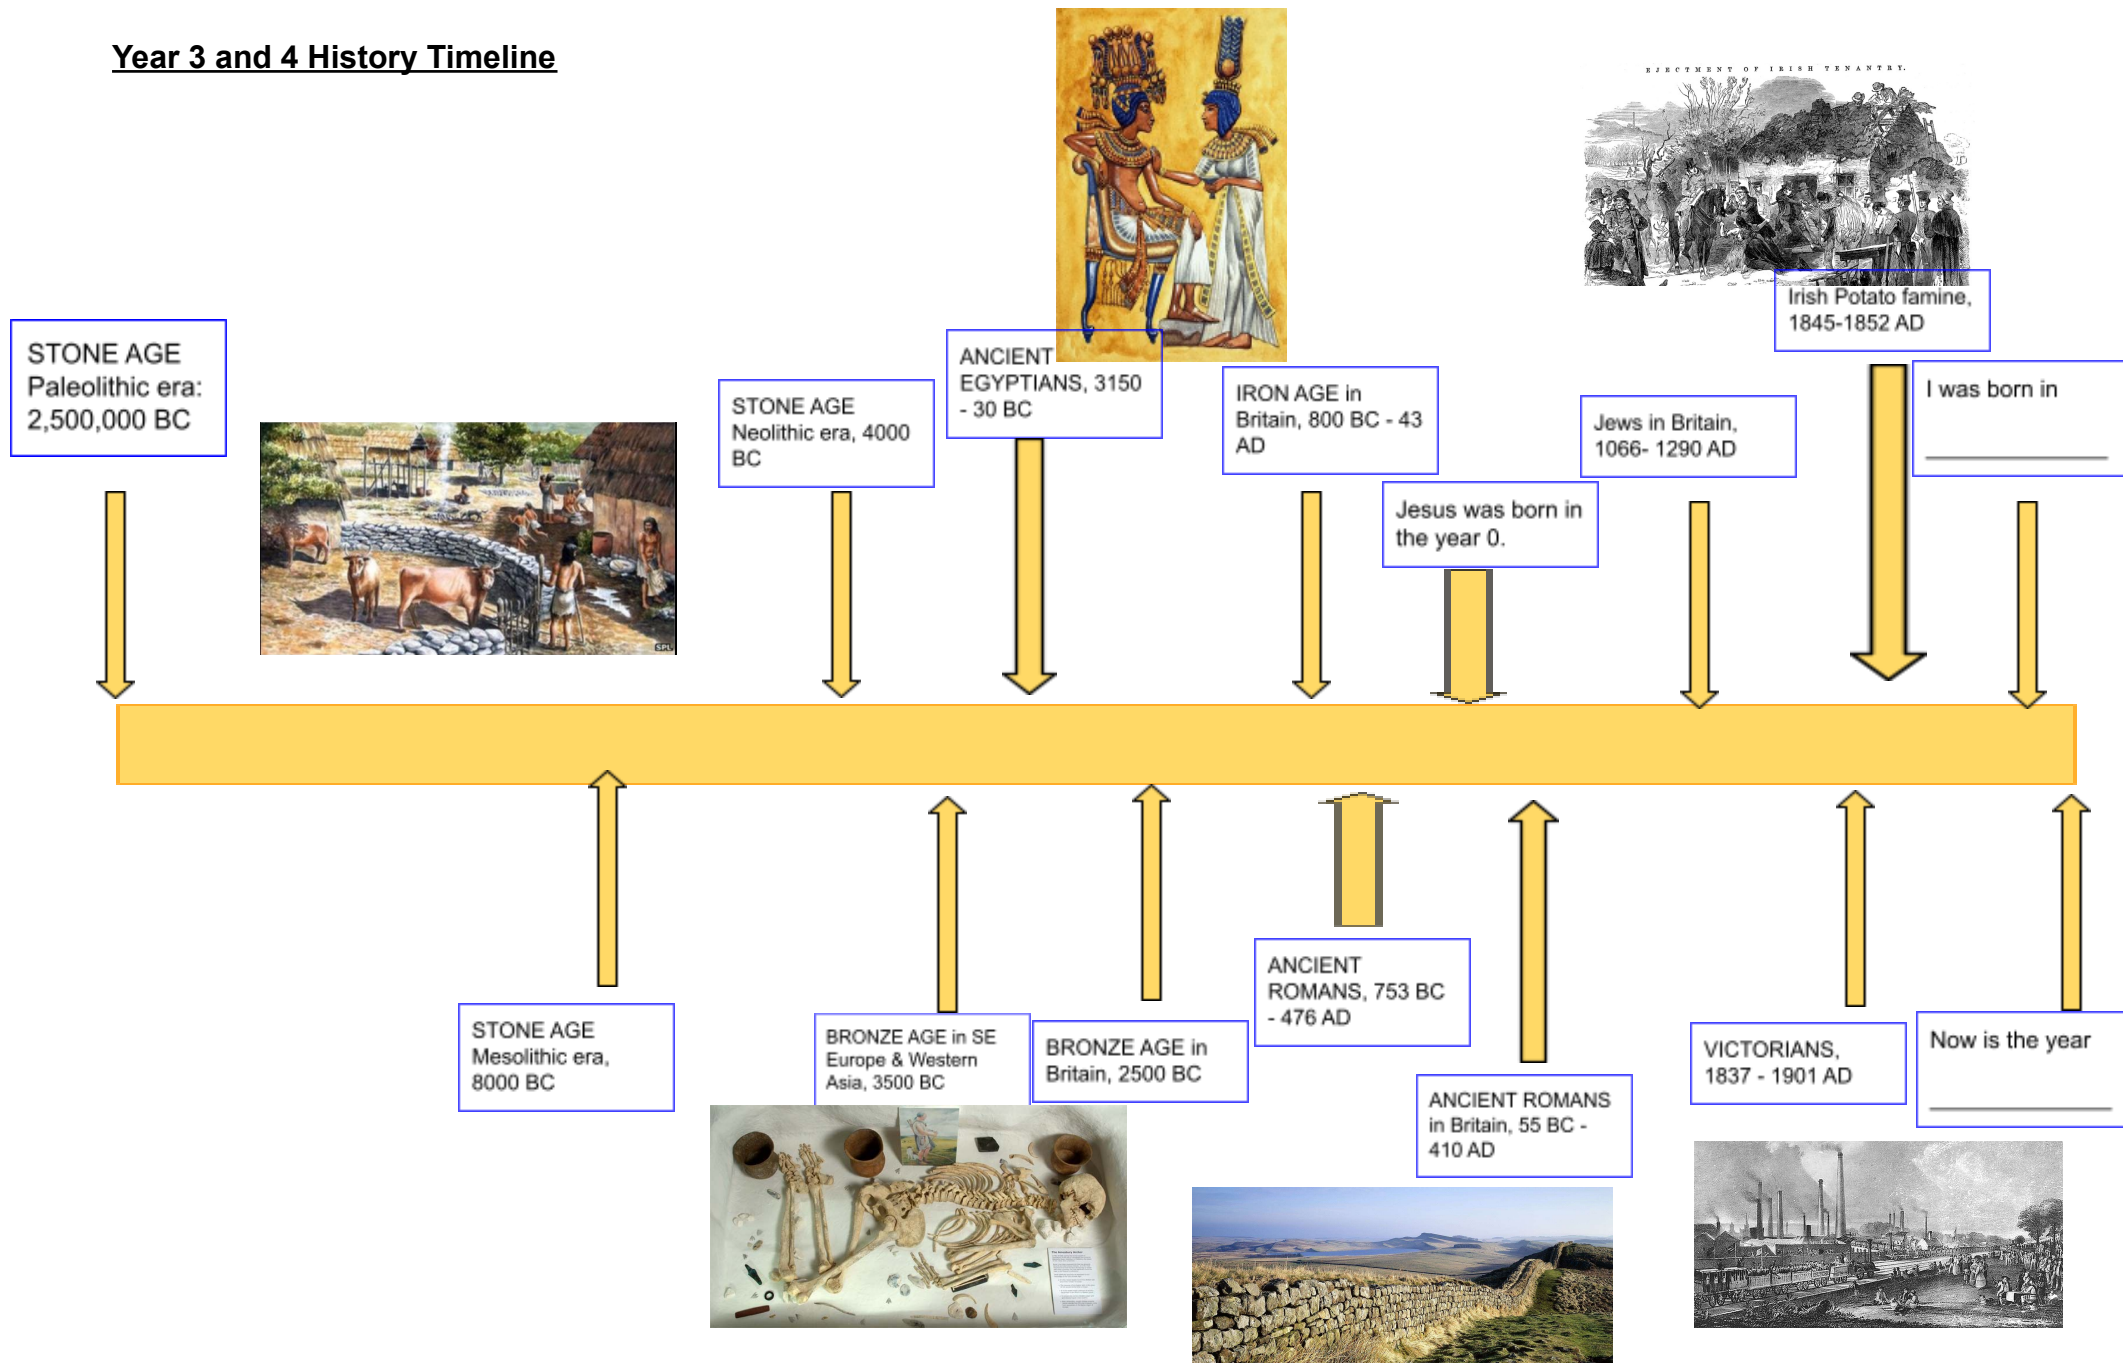 Year 3 and 4 History Timeline
EJECTMENT OF IRISH TENANTRY.
STONE AGE
Paleolithic era:
2,500,000 BC
STONE AGE
Neolithic era, 4000
BC
ANCIENT
EGYPTIANS, 3150
- 30 BC
IRON AGE in
Britain, 800 BC - 43
AD
Jesus was born in
the year 0.
Jews in Britain,
1066- 1290 AD
Irish Potato famine,
1845-1852 AD
I was born in
SPL
STONE AGE
Mesolithic era,
8000 BC
BRONZE AGE in SE
Europe & Western
Asia, 3500 BC
BRONZE AGE in
Britain, 2500 BC
ANCIENT
ROMANS, 753 BC
- 476 AD
ANCIENT ROMANS
in Britain, 55 BC -
410 AD
VICTORIANS,
1837 - 1901 AD
Now is the year